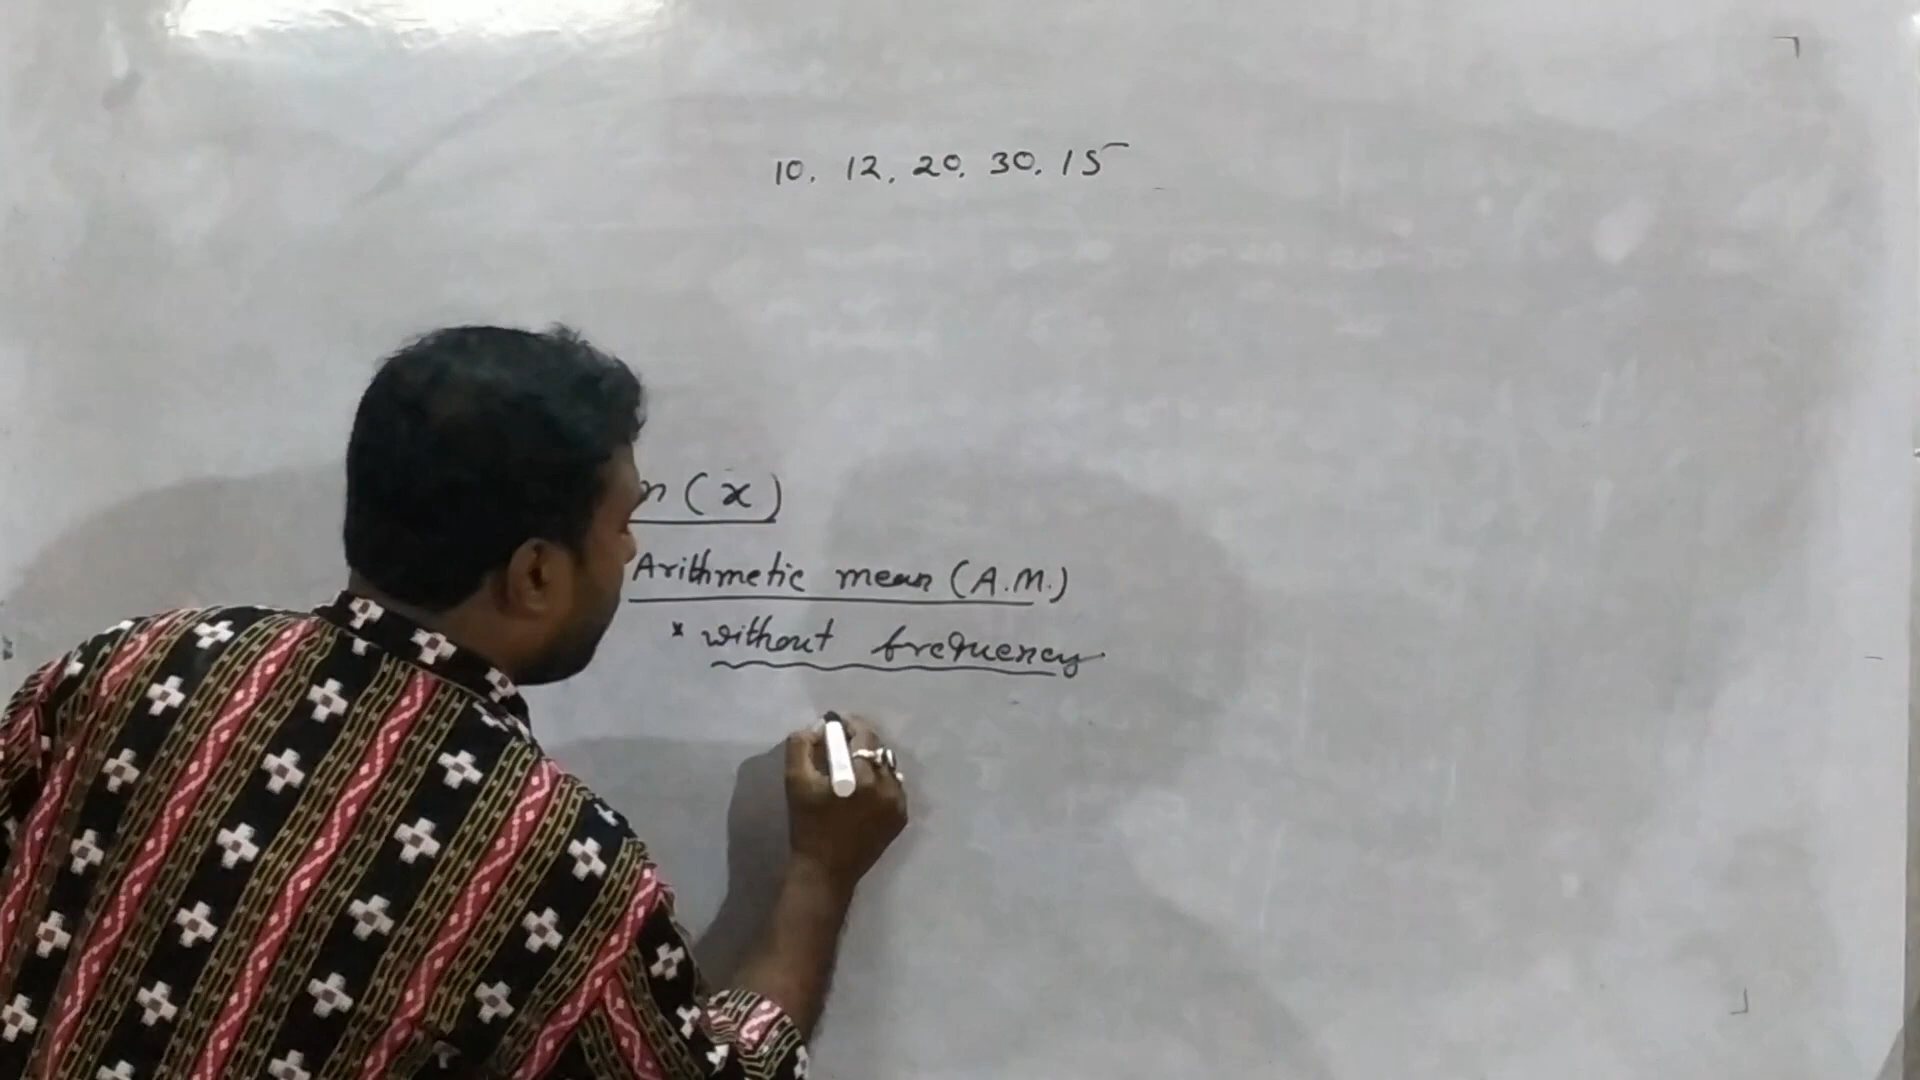 10, 12, 20, 30, 15
n (x)
Arithmetic mean (A.M.)
* without frequency